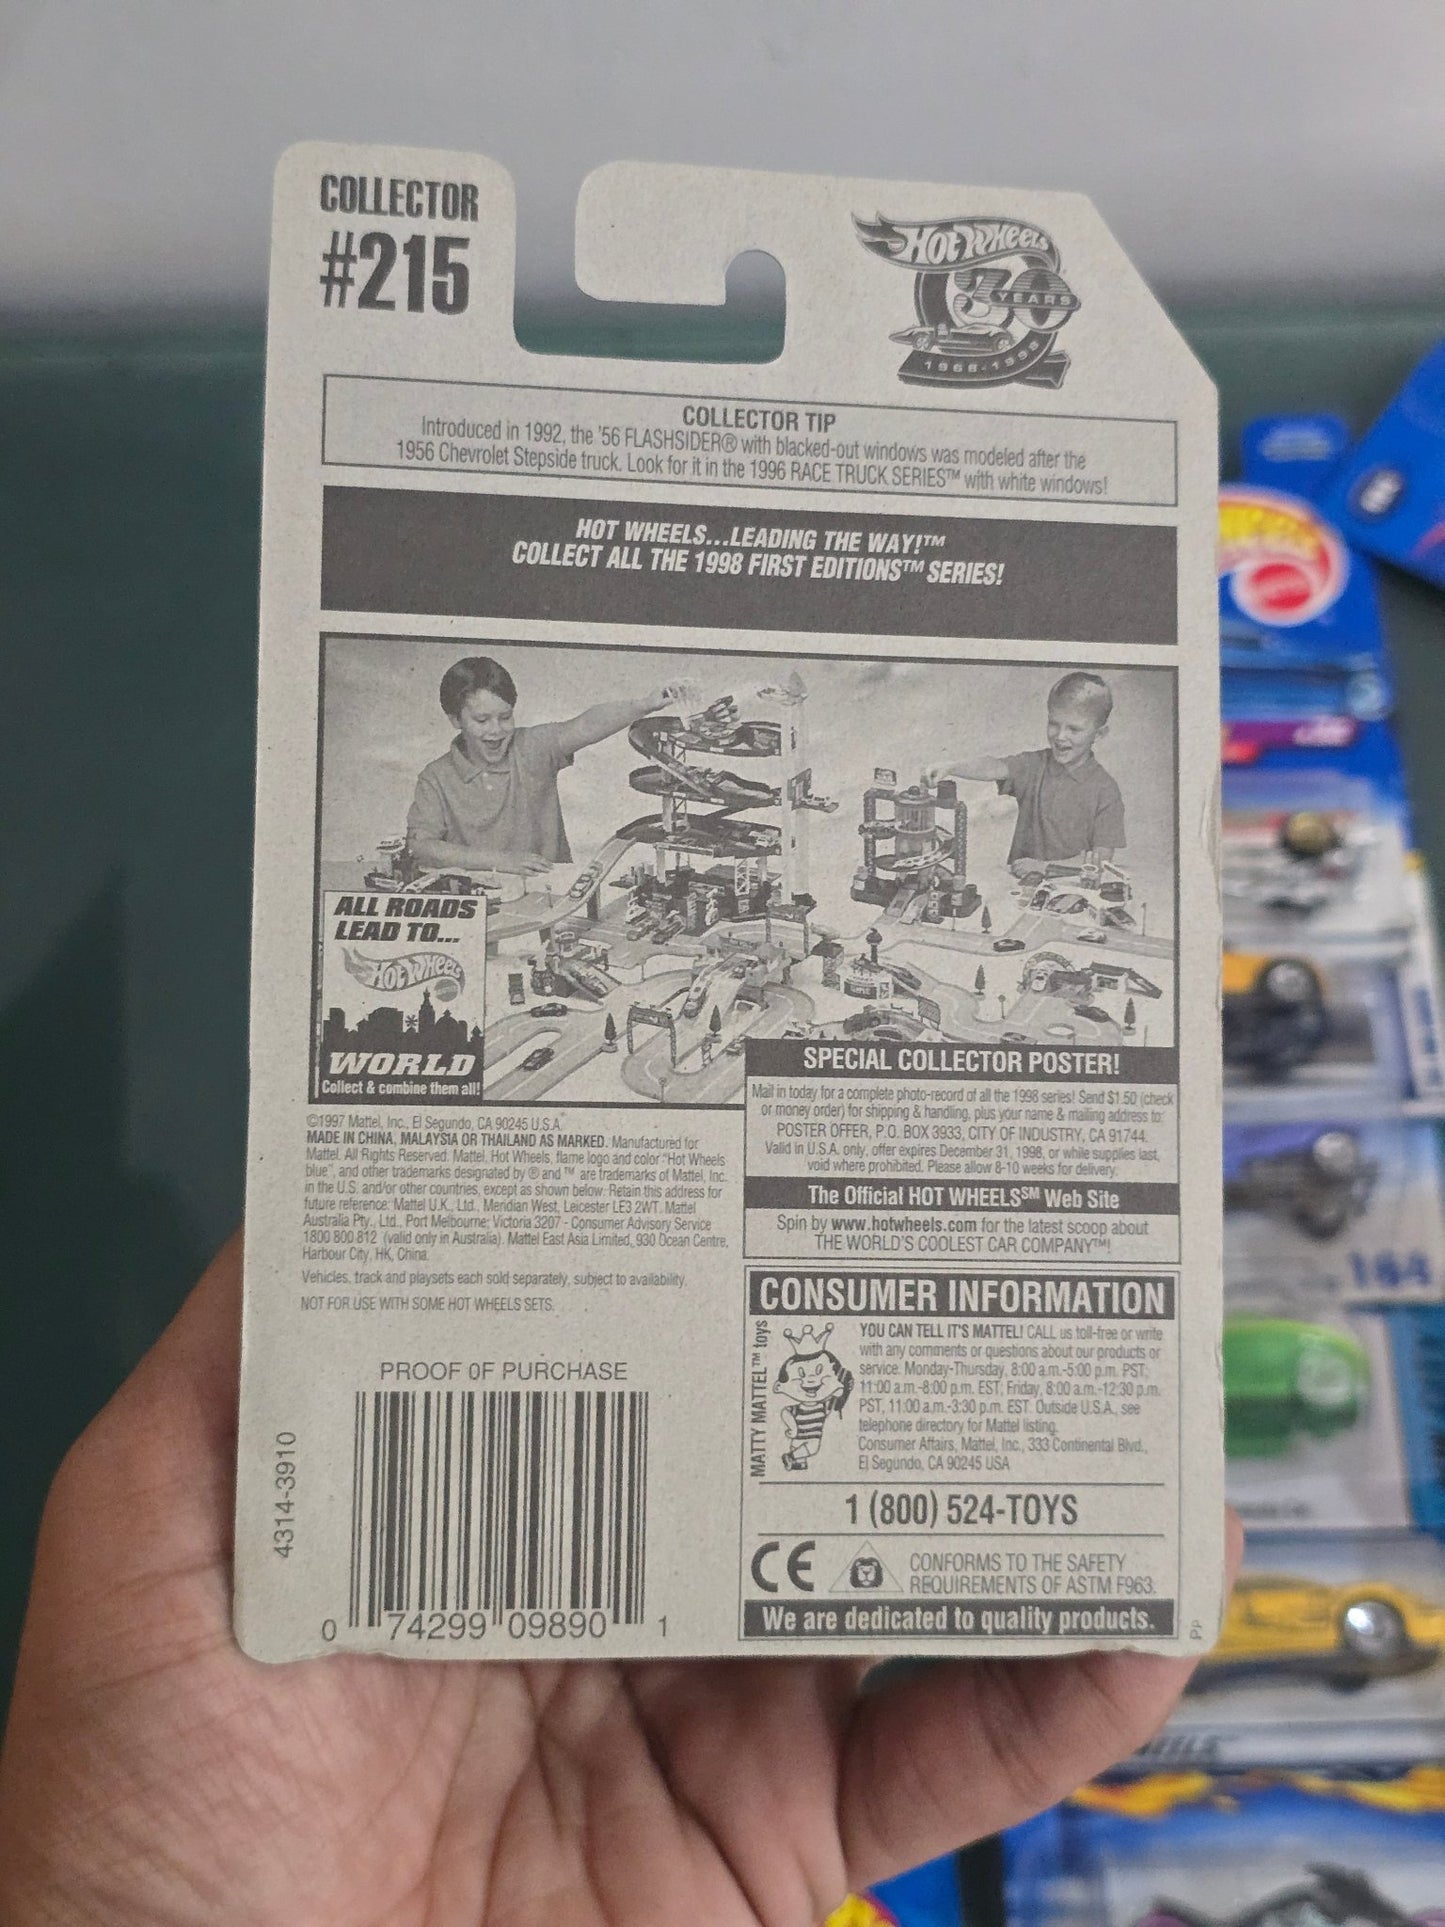 COLLECTOR
#215
HOT WHEELS
30
YEARS
1968-1998
COLLECTOR TIP
Introduced in 1992, the '56 FLASHSIDER® with blacked-out windows was modeled after the
1956 Chevrolet Stepside truck. Look for it in the 1996 RACE TRUCK SERIES™ with white windows!
HOT WHEELS...LEADING THE WAY!™
COLLECT ALL THE 1998 FIRST EDITIONS™ SERIES!
ALL ROADS
LEAD TO...
HOT WHEELS
WORLD
Collect & combine them all!
SPECIAL COLLECTOR POSTER!
Mail in today for a complete photo-record of all the 1998 series! Send $1.50 (check
or money order) for shipping & handling, plus your name & mailing address to:
POSTER OFFER, P.O. BOX 3933, CITY OF INDUSTRY, CA 91744.
Valid in U.S.A. only, offer expires December 31, 1998, or while supplies last,
void where prohibited. Please allow 8-10 weeks for delivery.
The Official HOT WHEELS℠ Web Site
Spin by www.hotwheels.com for the latest scoop about
THE WORLD'S COOLEST CAR COMPANY™!
©1997 Mattel, Inc., El Segundo, CA 90245 U.S.A.
MADE IN CHINA, MALAYSIA OR THAILAND AS MARKED. Manufactured for
Mattel. All Rights Reserved. Mattel, Hot Wheels, flame logo and color "Hot Wheels
blue", and other trademarks designated by ® and ™ are trademarks of Mattel, Inc.
in the U.S. and/or other countries, except as shown below. Retain this address for
future reference: Mattel U.K., Ltd., Meridian West, Leicester LE3 2WT. Mattel
Australia Pty., Ltd., Port Melbourne; Victoria 3207 - Consumer Advisory Service
1800 800 812 (valid only in Australia). Mattel East Asia Limited, 930 Ocean Centre,
Harbour City, HK, China.
Vehicles, track and playsets each sold separately, subject to availability.
NOT FOR USE WITH SOME HOT WHEELS SETS.
PROOF OF PURCHASE
4314-3910
0 74299 09890 1
CONSUMER INFORMATION
MATTY MATTEL™ toys
YOU CAN TELL IT'S MATTEL! CALL us toll-free or write
with any comments or questions about our products or
service. Monday-Thursday, 8:00 a.m.-5:00 p.m. PST;
11:00 a.m.-8:00 p.m. EST; Friday, 8:00 a.m.-12:30 p.m.
PST, 11:00 a.m.-3:30 p.m. EST. Outside U.S.A., see
telephone directory for Mattel listing.
Consumer Affairs, Mattel, Inc., 333 Continental Blvd.,
El Segundo, CA 90245 USA
1 (800) 524-TOYS
CE
CONFORMS TO THE SAFETY
REQUIREMENTS OF ASTM F963.
We are dedicated to quality products.
PP
164